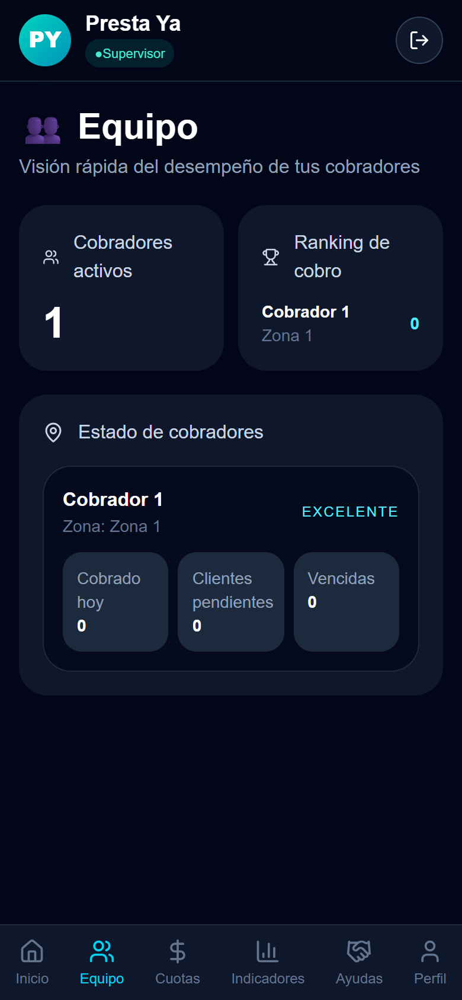 PY
Presta Ya
●Supervisor
Equipo
Visión rápida del desempeño de tus cobradores
Cobradores
activos
1
Ranking de
cobro
Cobrador 1
Zona 1
0
Estado de cobradores
Cobrador 1
Zona: Zona 1
EXCELENTE
Cobrado
hoy
0
Clientes
pendientes
0
Vencidas
0
Inicio
Equipo
Cuotas
Indicadores
Ayudas
Perfil